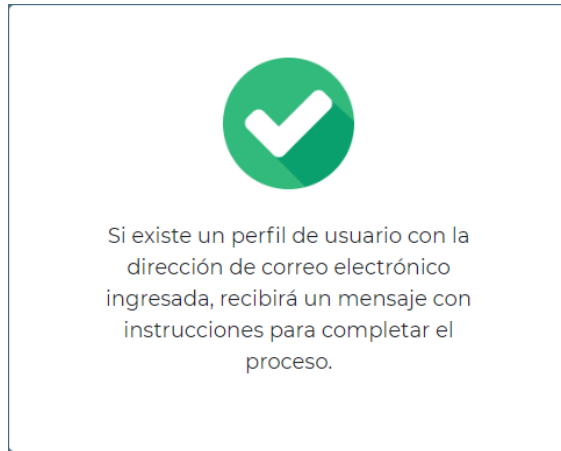 Si existe un perfil de usuario con la
dirección de correo electrónico
ingresada, recibirá un mensaje con
instrucciones para completar el
proceso.